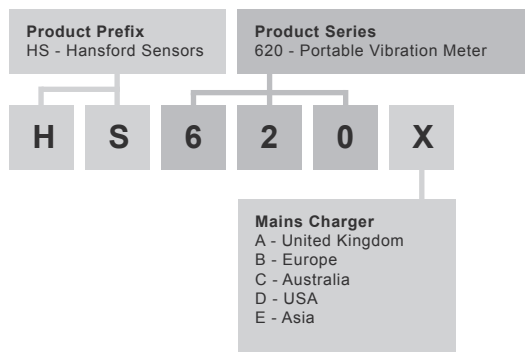 Product Prefix
HS - Hansford Sensors
Product Series
620 - Portable Vibration Meter
H S 6 2 0 X
Mains Charger
A - United Kingdom
B - Europe
C - Australia
D - USA
E - Asia